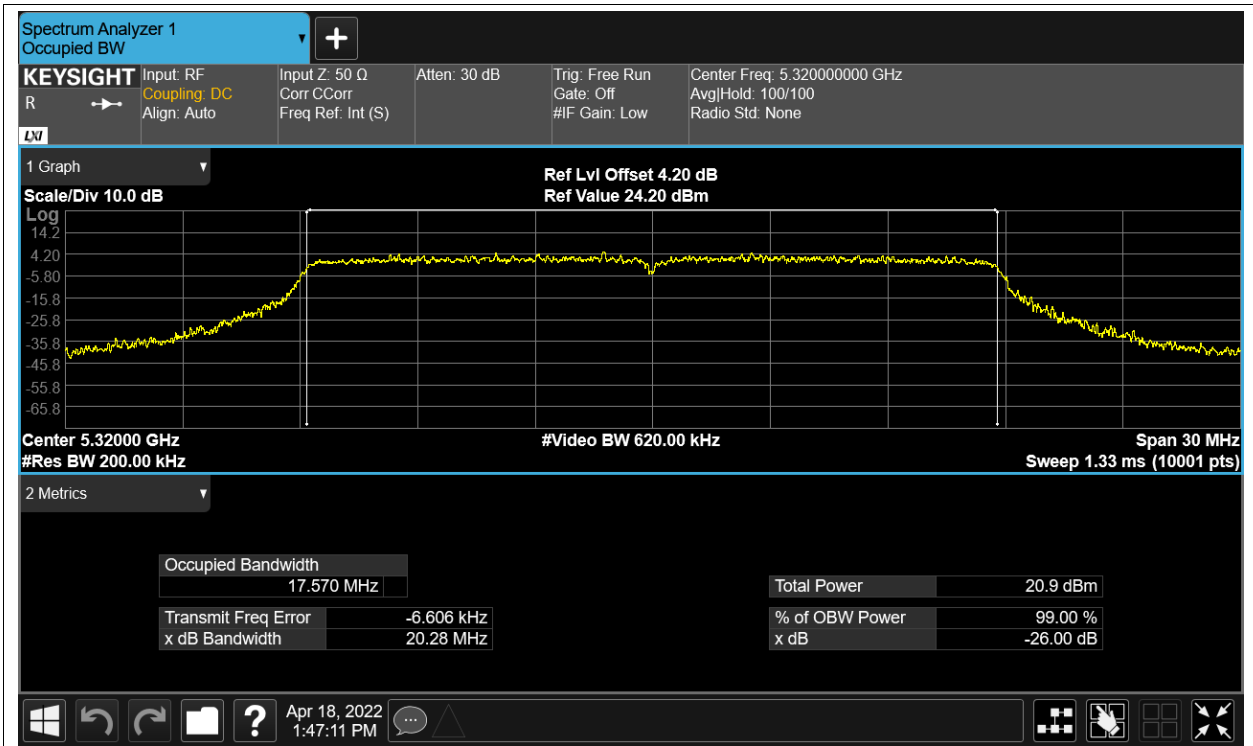 Spectrum Analyzer 1
Occupied BW
KEYSIGHT
R
LXI
Input: RF
Coupling: DC
Align: Auto
Input Z: 50 Ω
Corr CCorr
Freq Ref: Int (S)
Atten: 30 dB
Trig: Free Run
Gate: Off
#IF Gain: Low
Center Freq: 5.320000000 GHz
Avg|Hold: 100/100
Radio Std: None
1 Graph
Scale/Div 10.0 dB
Ref Lvl Offset 4.20 dB
Ref Value 24.20 dBm
Log
14.2
4.20
-5.80
-15.8
-25.8
-35.8
-45.8
-55.8
-65.8
Center 5.32000 GHz
#Video BW 620.00 kHz
Span 30 MHz
#Res BW 200.00 kHz
Sweep 1.33 ms (10001 pts)
2 Metrics
Occupied Bandwidth
17.570 MHz
Total Power 20.9 dBm
Transmit Freq Error -6.606 kHz
% of OBW Power 99.00 %
x dB Bandwidth 20.28 MHz
x dB -26.00 dB
?
Apr 18, 2022
1:47:11 PM